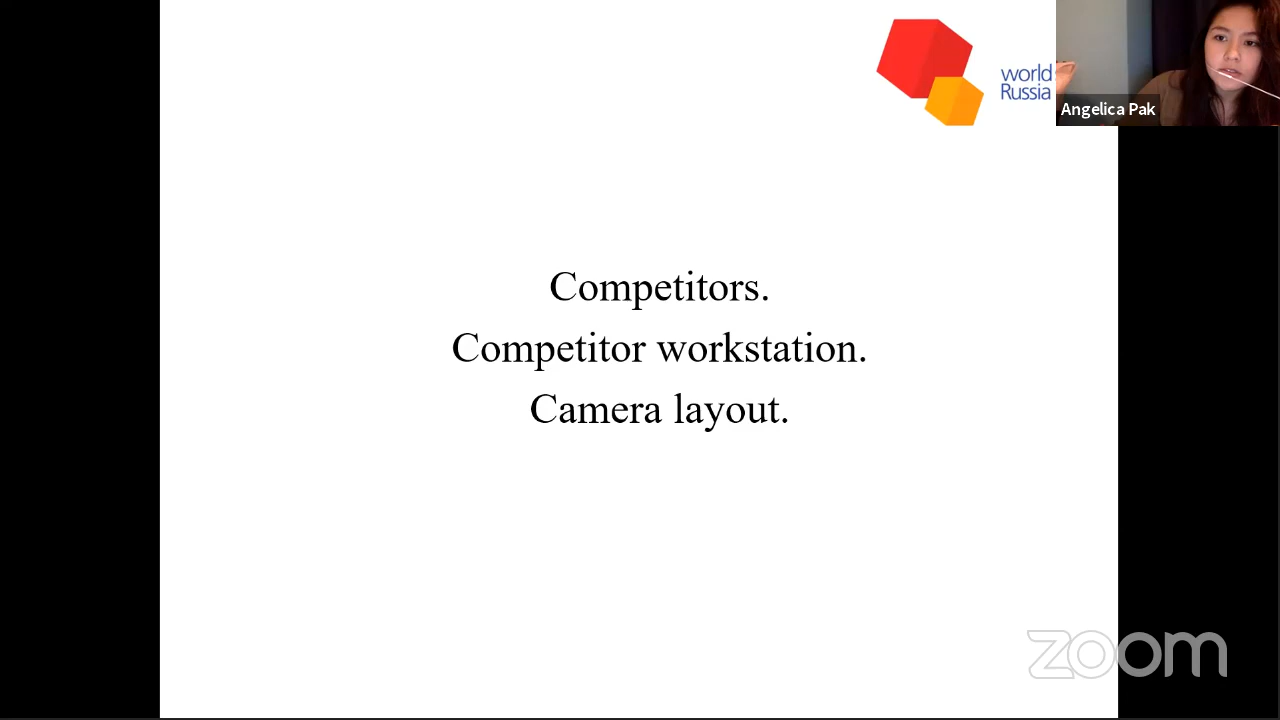 world
Russia
Angelica Pak
Competitors.
Competitor workstation.
Camera layout.
zoom